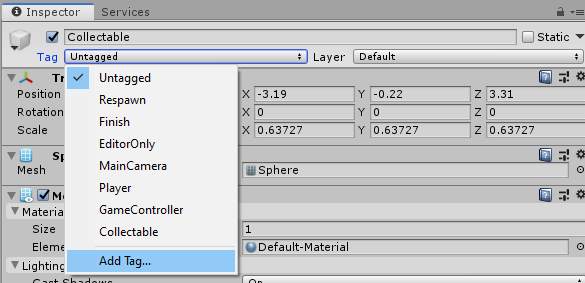 Inspector Services
Collectable Static
Tag Untagged Layer Default
Untagged
Respawn
Finish
EditorOnly
MainCamera
Player
GameController
Collectable
Add Tag...
Tr
Position X -3.19 Y -0.22 Z 3.31
Rotation X 0 Y 0 Z 0
Scale X 0.63727 Y 0.63727 Z 0.63727
Sp
Mesh Sphere
Me
Material
Size 1
Eleme Default-Material
Lighting
Cast Shadows On